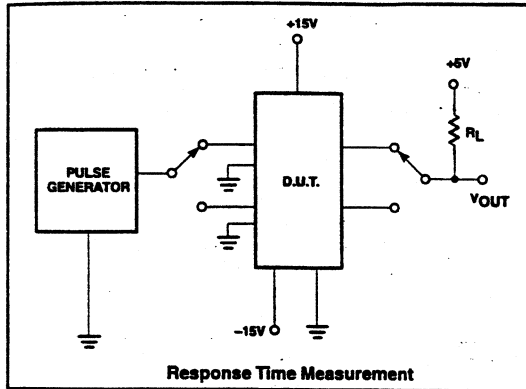 +15V
+5V
RL
PULSE
GENERATOR
D.U.T.
VOUT
-15V
Response Time Measurement